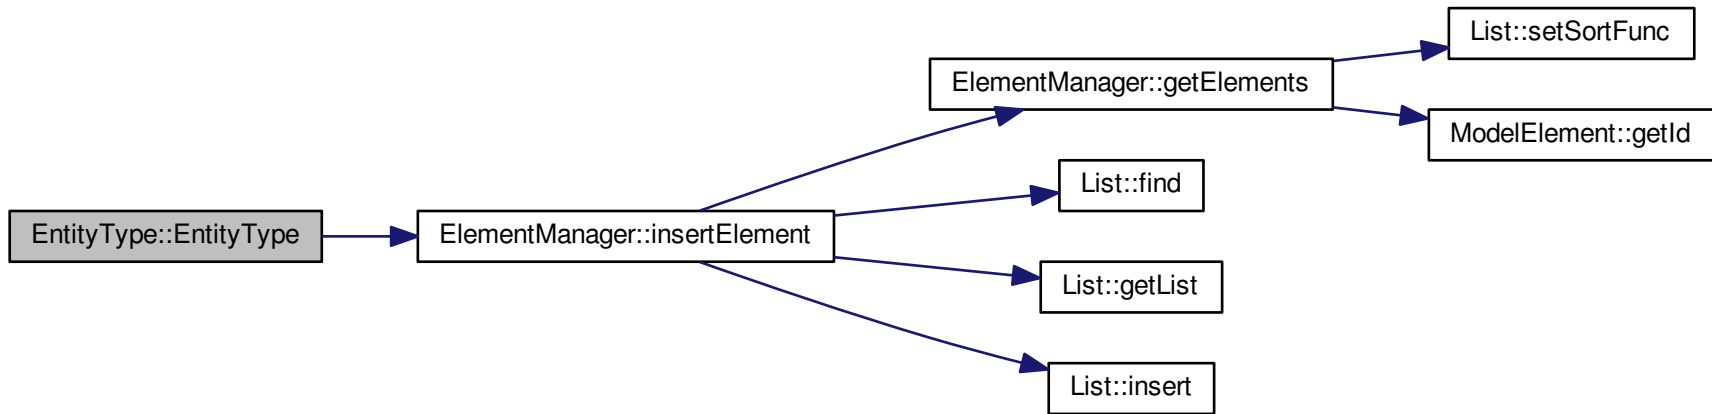 List::setSortFunc
ElementManager::getElements
ModelElement::getId
List::find
EntityType::EntityType
ElementManager::insertElement
List::getList
List::insert